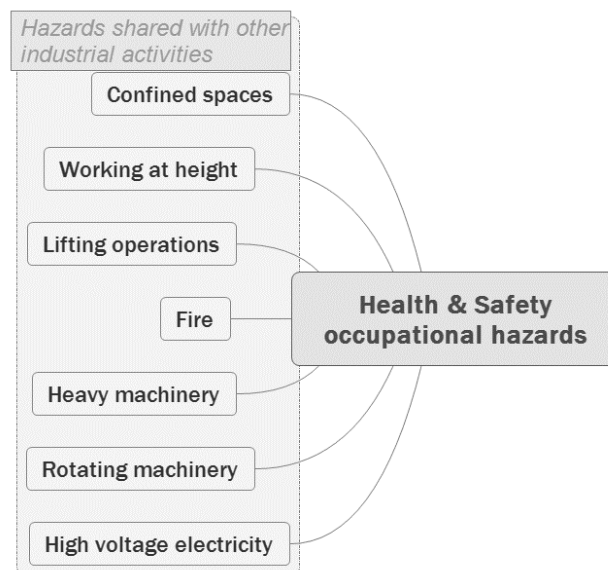 Hazards shared with other
industrial activities
Confined spaces
Working at height
Lifting operations
Fire
Heavy machinery
Rotating machinery
High voltage electricity
Health & Safety
occupational hazards